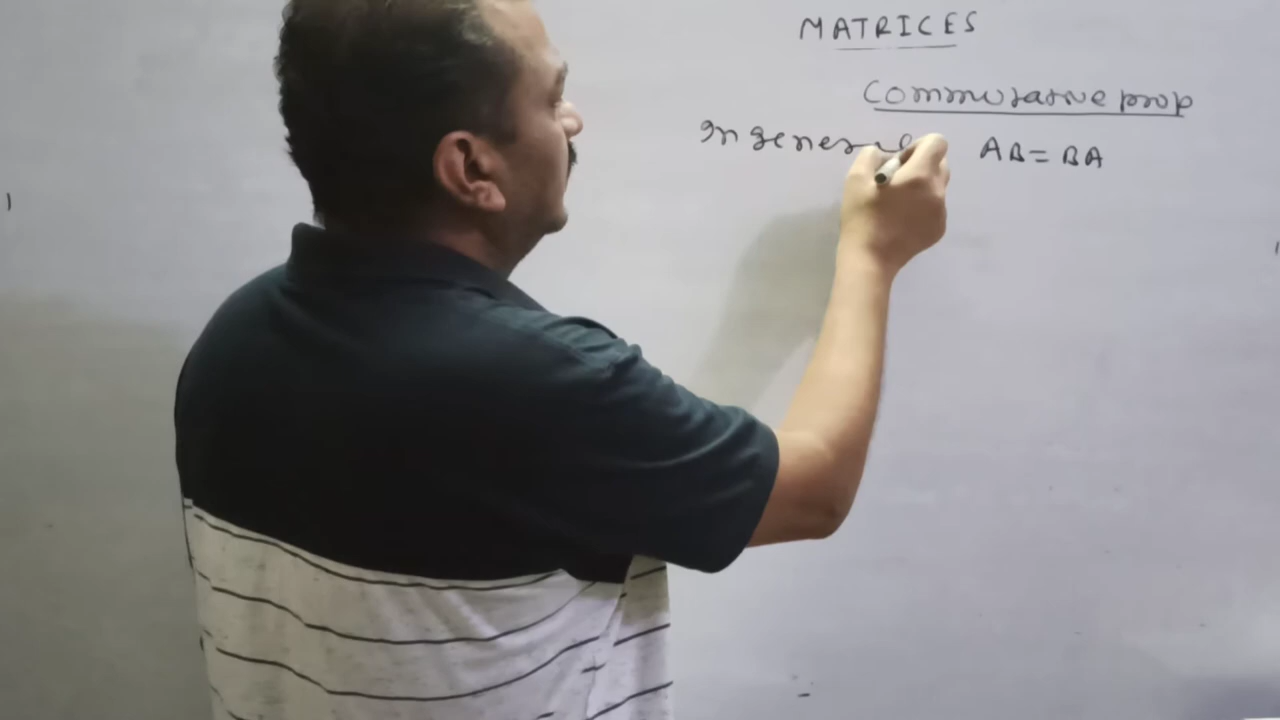 MATRICES
Commutative prop
In general AB = BA